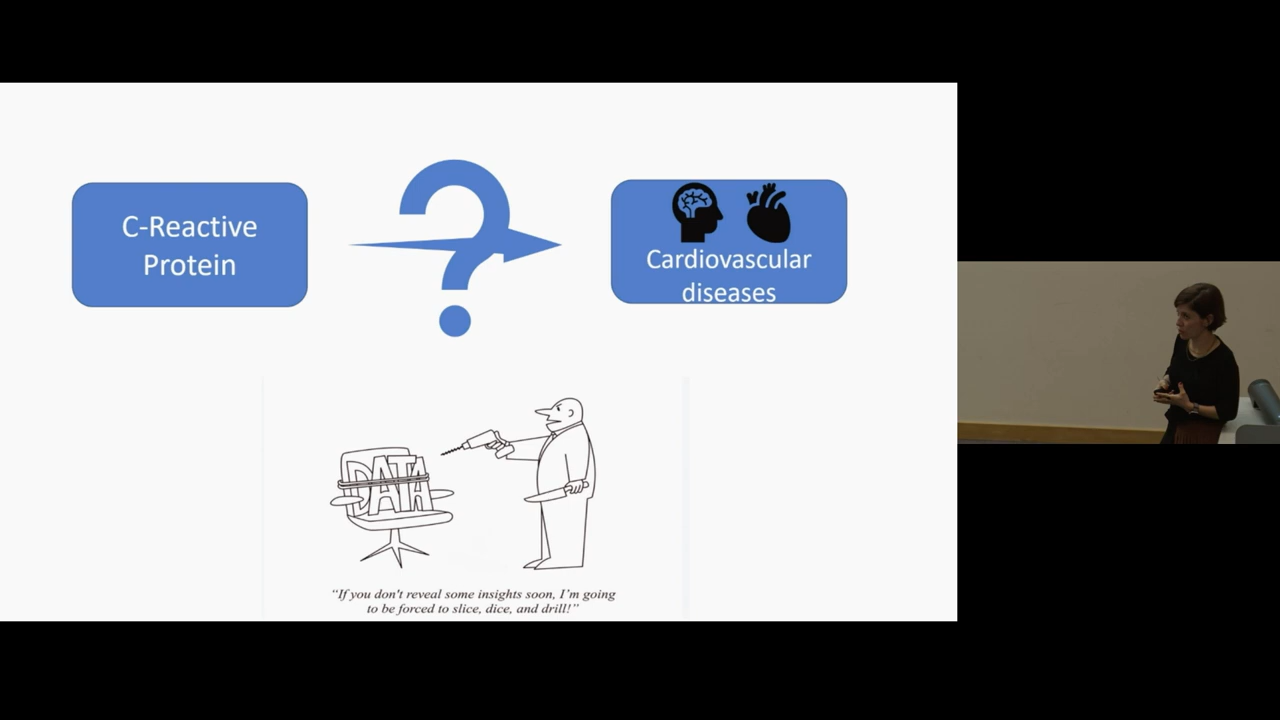 C-Reactive
Protein
?
Cardiovascular
diseases
DATA
“If you don't reveal some insights soon, I’m going
to be forced to slice, dice, and drill!”